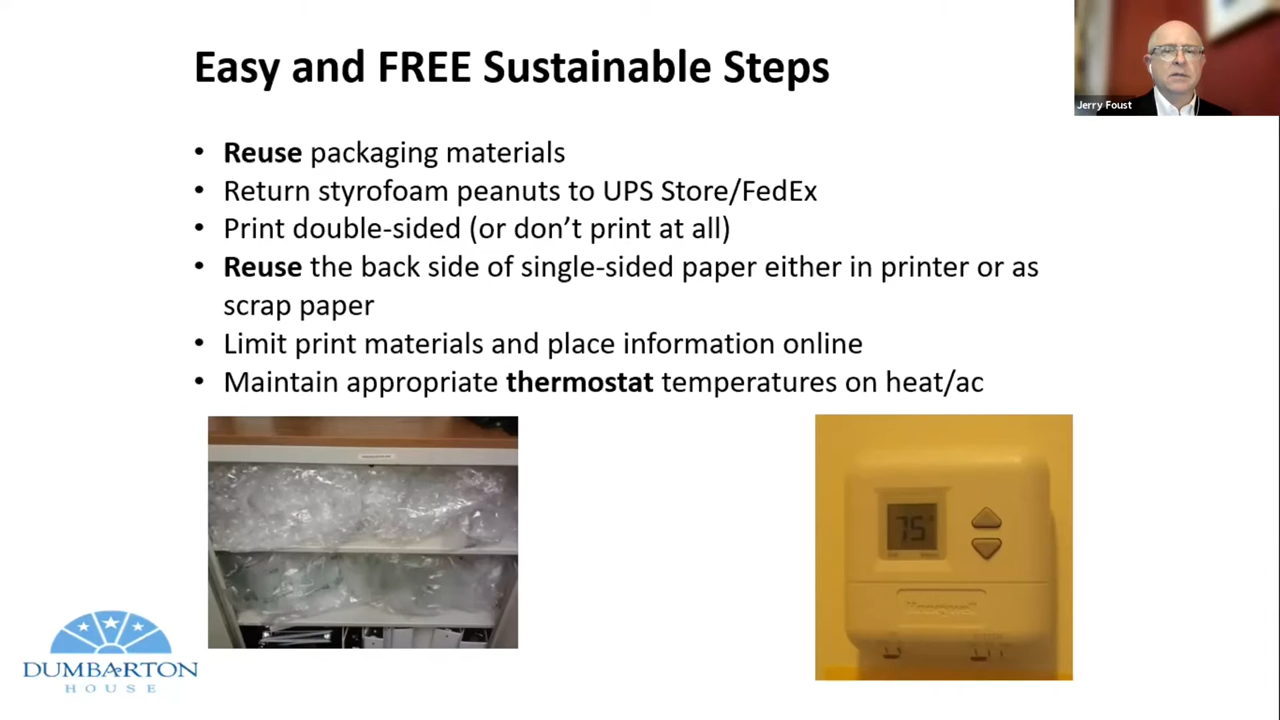 Easy and FREE Sustainable Steps
Jerry Foust
• Reuse packaging materials
• Return styrofoam peanuts to UPS Store/FedEx
• Print double-sided (or don’t print at all)
• Reuse the back side of single-sided paper either in printer or as
scrap paper
• Limit print materials and place information online
• Maintain appropriate thermostat temperatures on heat/ac
75°
Honeywell
DUMBARTON
HOUSE